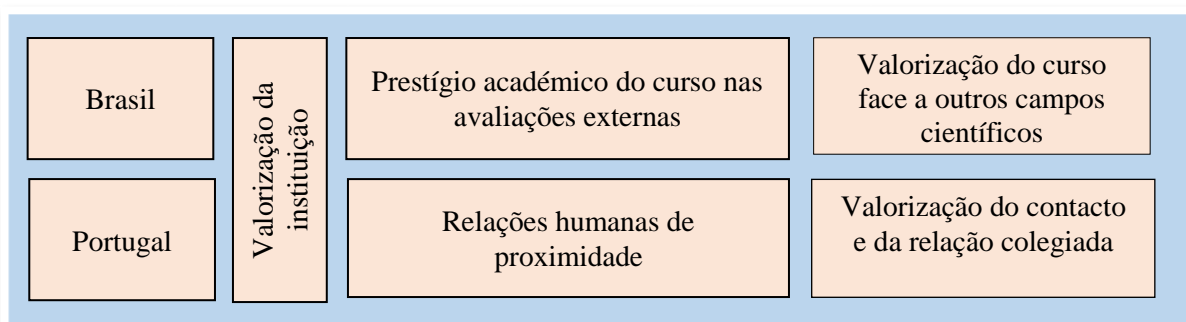 Brasil
Valorização da
instituição
Prestígio académico do curso nas
avaliações externas
Valorização do curso
face a outros campos
científicos
Portugal
Relações humanas de
proximidade
Valorização do contacto
e da relação colegiada